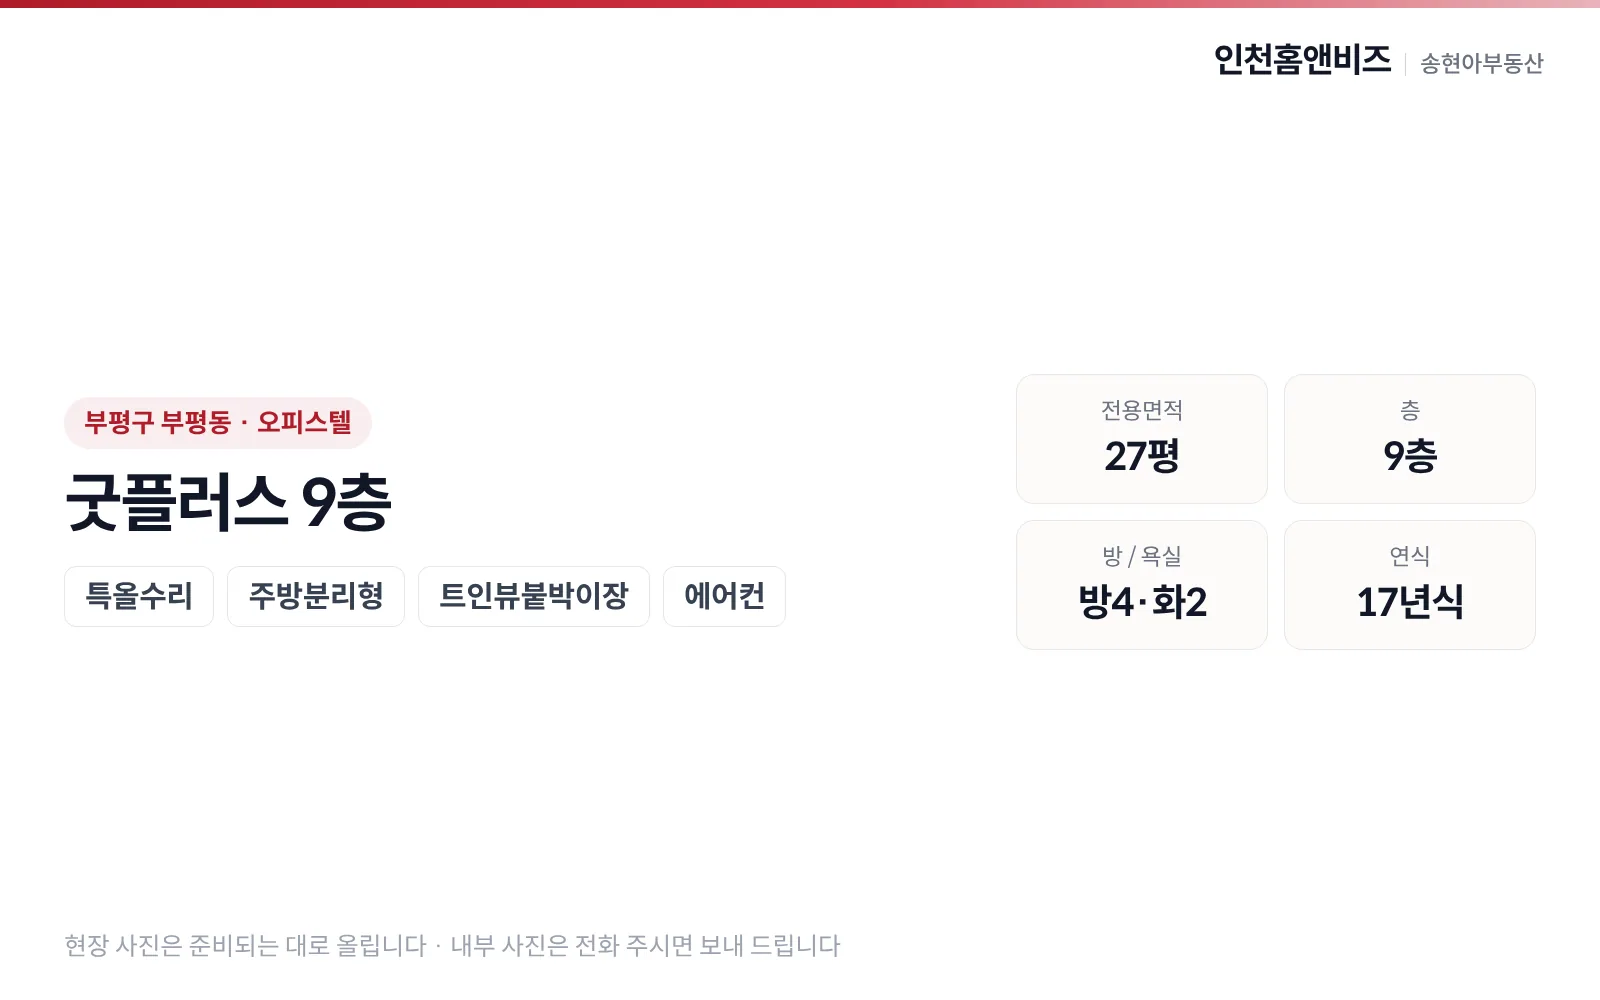 인천홈앤비즈 송현아부동산
부평구 부평동 · 오피스텔
굿플러스 9층
특올수리 주방분리형 트인뷰붙박이장 에어컨
전용면적
27평
층
9층
방 / 욕실
방4·화2
연식
17년식
현장 사진은 준비되는 대로 올립니다 · 내부 사진은 전화 주시면 보내 드립니다